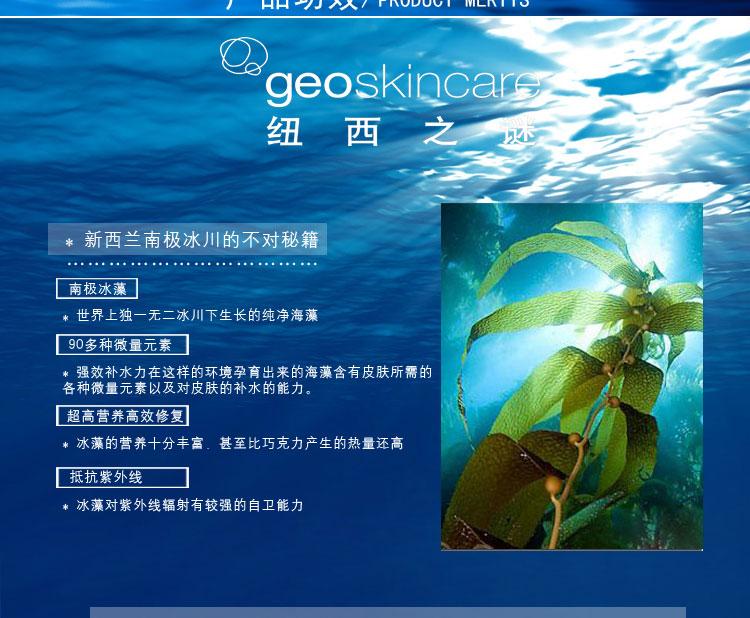 产品功效/PRODUCT MERITS
geoskincare
纽西之谜
* 新西兰南极冰川的不对秘籍
南极冰藻
* 世界上独一无二冰川下生长的纯净海藻
90多种微量元素
* 强效补水力在这样的环境孕育出来的海藻含有皮肤所需的
各种微量元素以及对皮肤的补水的能力。
超高营养高效修复
* 冰藻的营养十分丰富. 甚至比巧克力产生的热量还高
抵抗紫外线
* 冰藻对紫外线辐射有较强的自卫能力